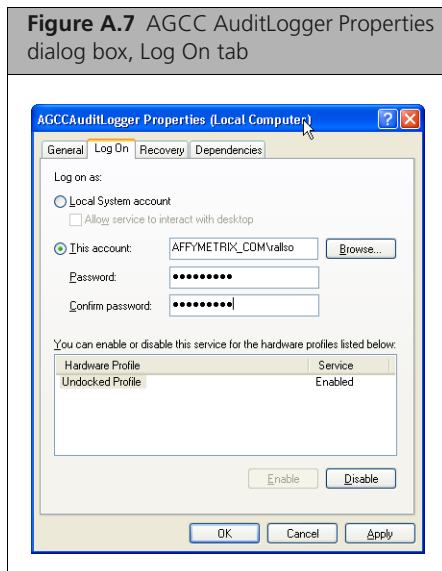 Figure A.7 AGCC AuditLogger Properties
dialog box, Log On tab
AGCCAuditLogger Properties (Local Computer)
General Log On Recovery Dependencies
Log on as:
Local System account
Allow service to interact with desktop
This account: AFFYMETRIX_COM\rallso Browse...
Password: •••••••••
Confirm password: •••••••••
You can enable or disable this service for the hardware profiles listed below:
Hardware Profile Service
Undocked Profile Enabled
Enable Disable
OK Cancel Apply